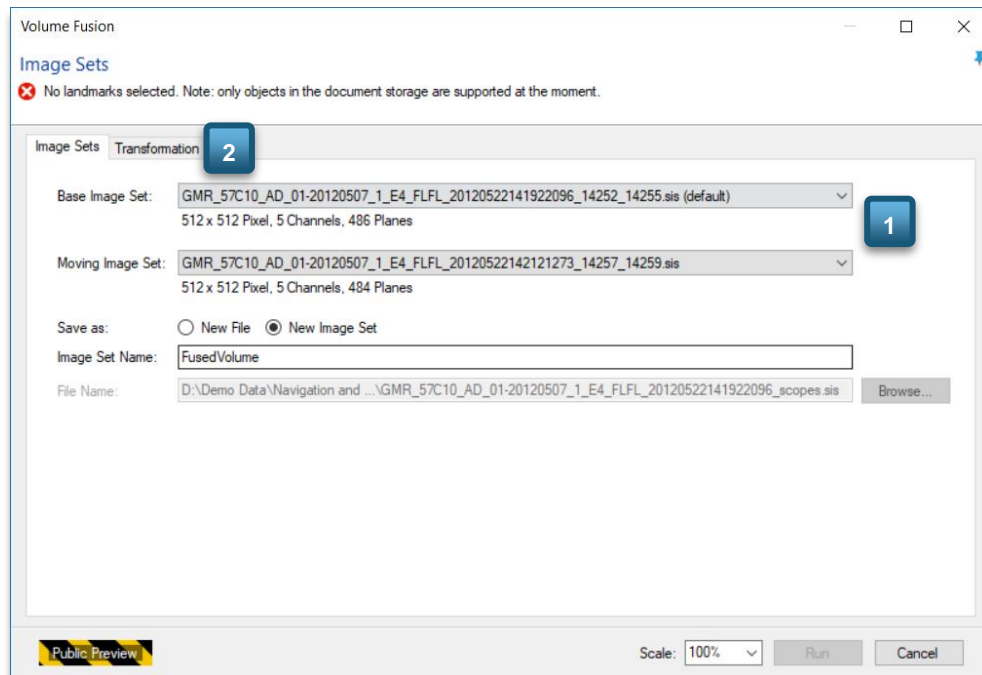 Volume Fusion
Image Sets
No landmarks selected. Note: only objects in the document storage are supported at the moment.
Image Sets Transformation 2
Base Image Set: GMR_57C10_AD_01-20120507_1_E4_FLFL_20120522141922096_14252_14255.sis (default)
512 x 512 Pixel, 5 Channels, 486 Planes
1
Moving Image Set: GMR_57C10_AD_01-20120507_1_E4_FLFL_20120522142121273_14257_14259.sis
512 x 512 Pixel, 5 Channels, 484 Planes
Save as: New File New Image Set
Image Set Name: FusedVolume
File Name: D:\Demo Data\Navigation and ...\GMR_57C10_AD_01-20120507_1_E4_FLFL_20120522141922096_scopes.sis Browse...
Public Preview Scale: 100% Run Cancel